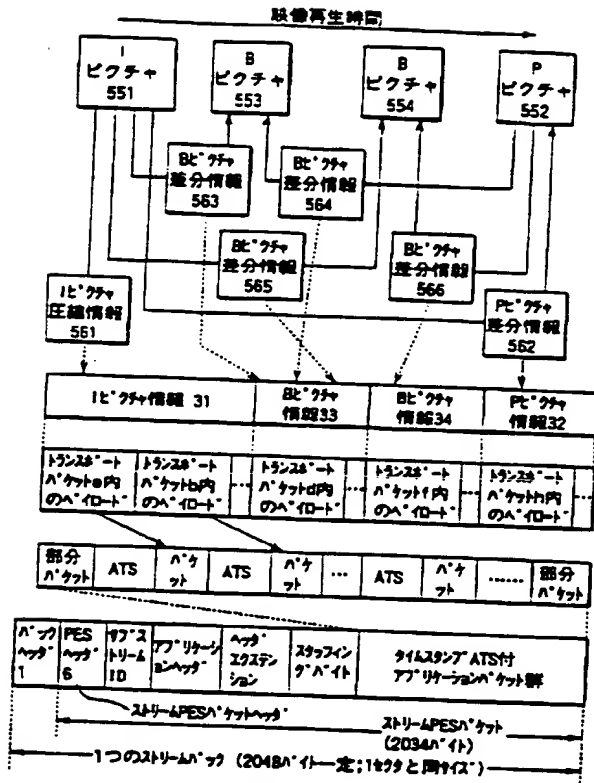 映像再生時間
I
ピクチャ
551
B
ピクチャ
553
B
ピクチャ
554
P
ピクチャ
552
Bピクチャ
差分情報
563
Bピクチャ
差分情報
564
Bピクチャ
差分情報
565
Bピクチャ
差分情報
566
Iピクチャ
圧縮情報
561
Pピクチャ
差分情報
562
Iピクチャ情報 31
Bピクチャ
情報33
Bピクチャ
情報34
Pピクチャ
情報32
トランスポート
パケットa内
のペイロード
トランスポート
パケットb内
のペイロード
…
トランスポート
パケットd内
のペイロード
…
トランスポート
パケットf内
のペイロード
…
トランスポート
パケットh内
のペイロード
…
部分
パケット
ATS
パケ
ット
ATS
パケ
ット
…
ATS
パケ
ット
……
部分
パケット
パック
ヘッダ
1
PES
ヘッダ
6
サブス
トリーム
ID
アプリケーシ
ョンヘッダ
ヘッダ
エクステン
ション
スタッフィン
グバイト
タイムスタンプATS付
アプリケーションパケット群
ストリームPESパケットヘッダ
ストリームPESパケット
(2034バイト)
1つのストリームパック (2048バイト一定;1セクタと同サイズ)